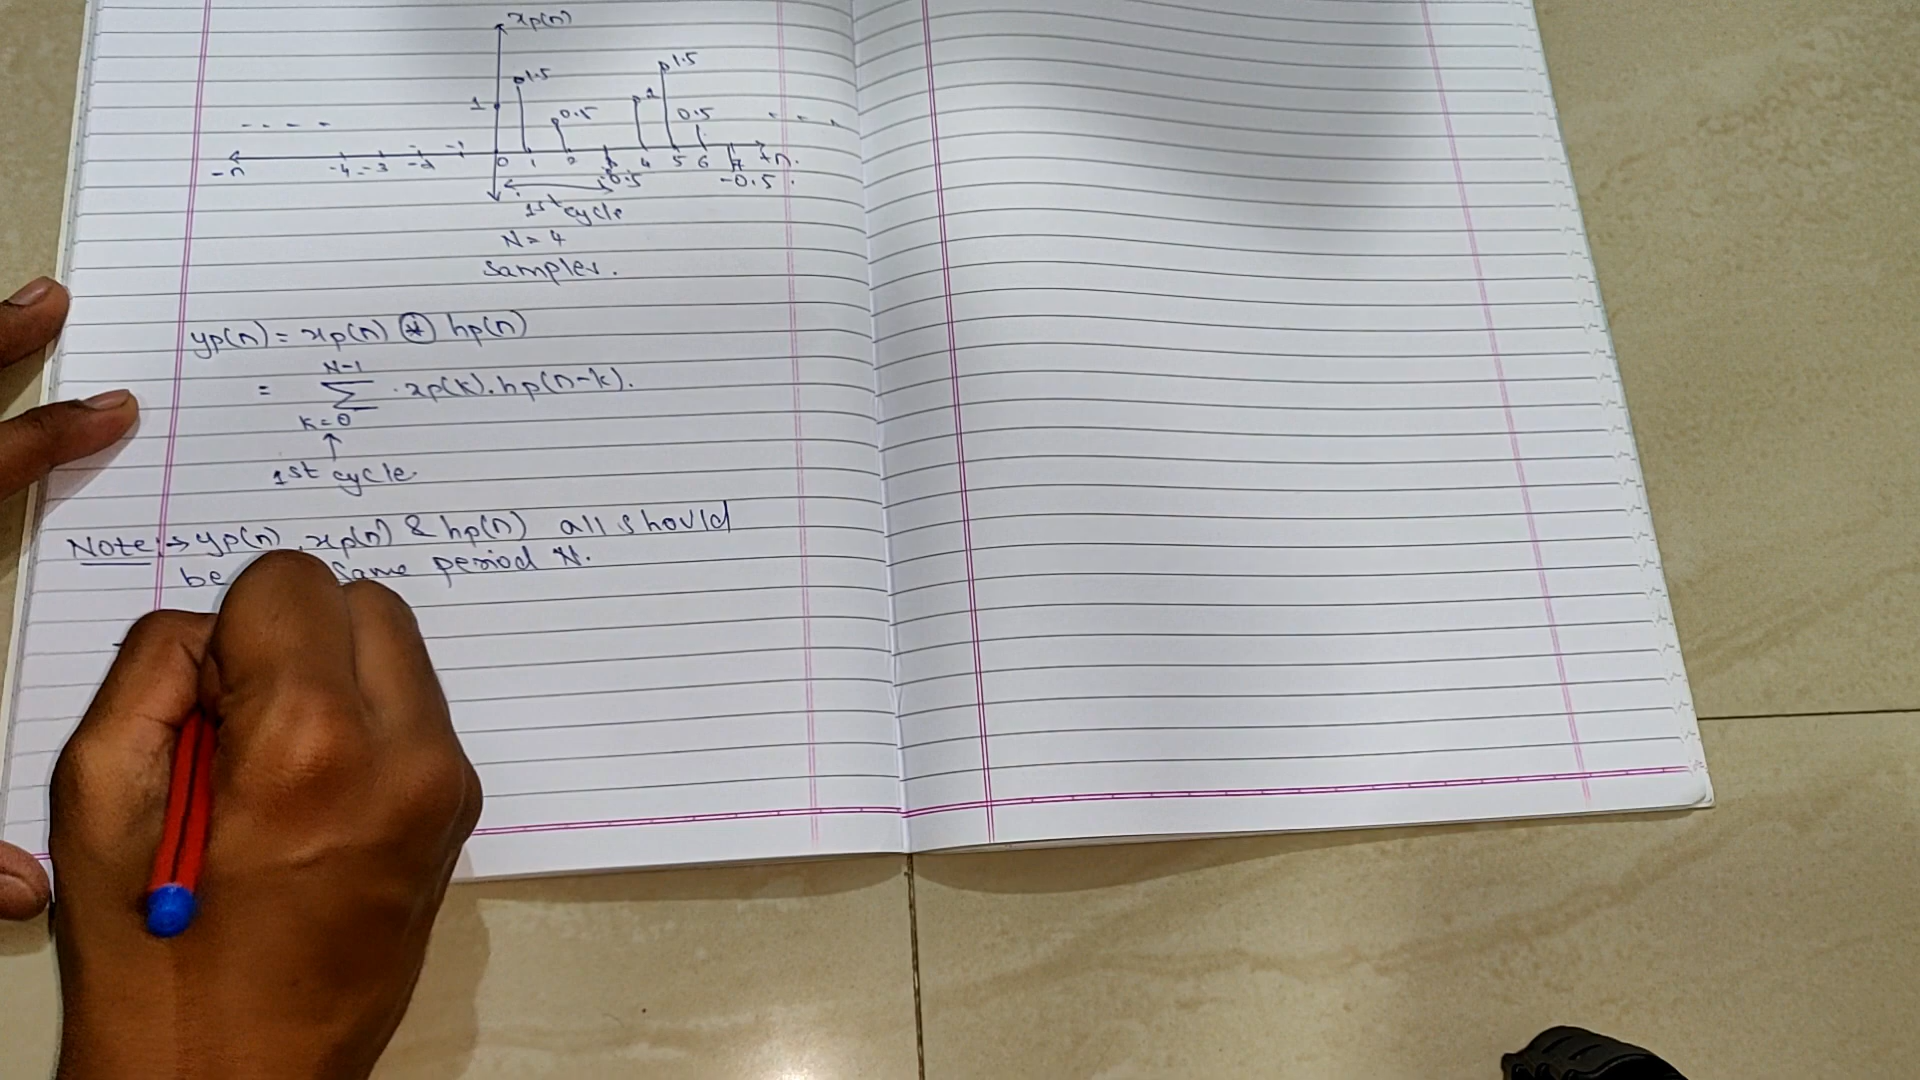 xp(n)
1.5
1.5
1
1
0.5
0.5
- - - -
- - -
-n -4 -3 -2 -1 0 1 2 4 5 6 7 +n.
-0.5
-0.5
1st cycle
N = 4
samples.
yp(n) = xp(n) ⊛ hp(n)
N-1
= Σ . xp(k). hp(n-k).
K=0
↑
1st cycle.
Note :→ yp(n), xp(n) & hp(n) all should
be same period N.